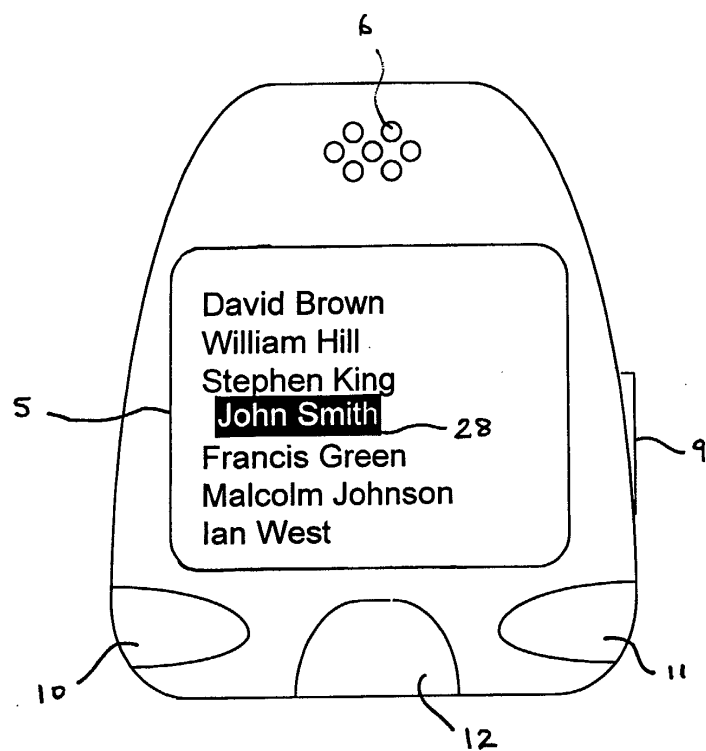 6
David Brown
William Hill
Stephen King
5
John Smith
28
Francis Green
9
Malcolm Johnson
Ian West
10
11
12